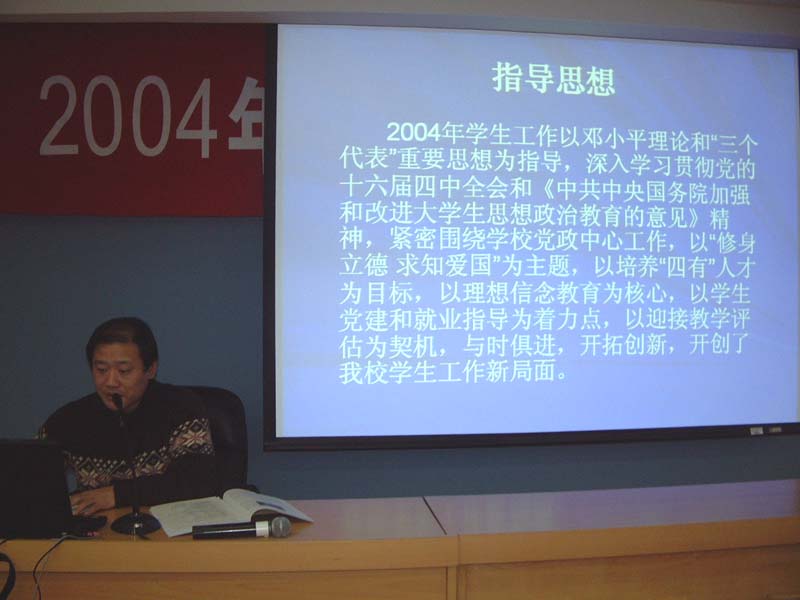 2004年
指导思想
2004年学生工作以邓小平理论和“三个
代表”重要思想为指导，深入学习贯彻党的
十六届四中全会和《中共中央国务院加强
和改进大学生思想政治教育的意见》精
神，紧密围绕学校党政中心工作，以“修身
立德 求知爱国”为主题，以培养“四有”人才
为目标，以理想信念教育为核心，以学生
党建和就业指导为着力点，以迎接教学评
估为契机，与时俱进，开拓创新，开创了
我校学生工作新局面。